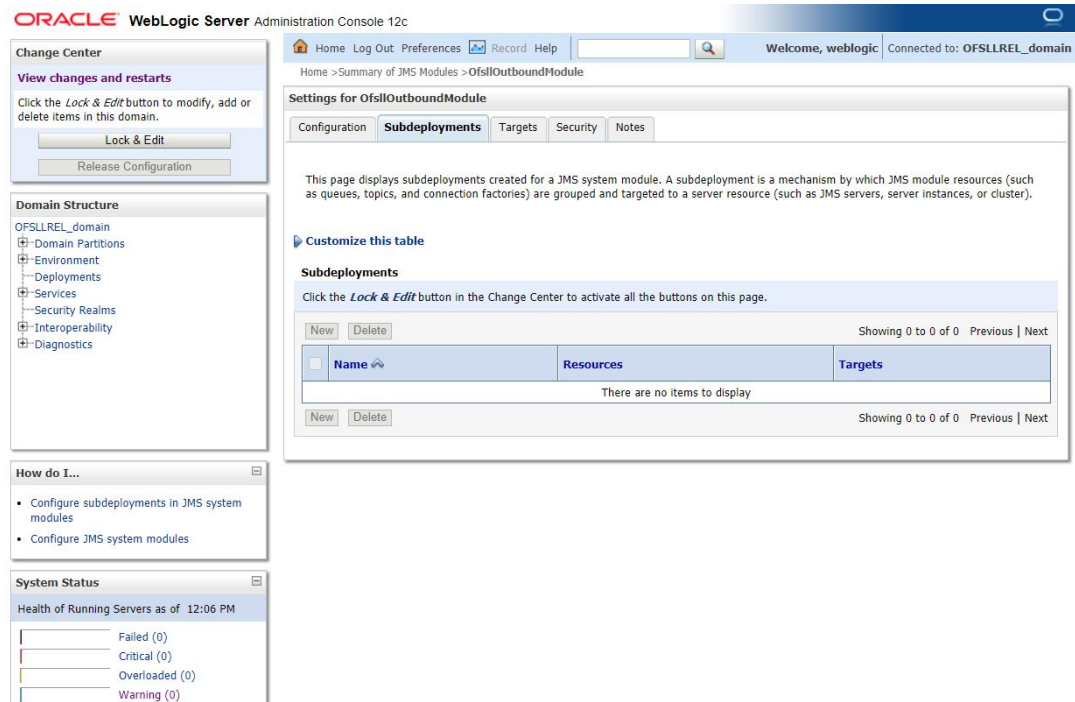 ORACLE WebLogic Server Administration Console 12c
Change Center
View changes and restarts
Click the Lock & Edit button to modify, add or
delete items in this domain.
Lock & Edit
Release Configuration
Domain Structure
OFSLLREL_domain
Domain Partitions
Environment
Deployments
Services
Security Realms
Interoperability
Diagnostics
How do I...
Configure subdeployments in JMS system
modules
Configure JMS system modules
System Status
Health of Running Servers as of 12:06 PM
Failed (0)
Critical (0)
Overloaded (0)
Warning (0)
Home Log Out Preferences Record Help
Welcome, weblogic Connected to: OFSLLREL_domain
Home >Summary of JMS Modules >OfsllOutboundModule
Settings for OfsllOutboundModule
Configuration Subdeployments Targets Security Notes
This page displays subdeployments created for a JMS system module. A subdeployment is a mechanism by which JMS module resources (such
as queues, topics, and connection factories) are grouped and targeted to a server resource (such as JMS servers, server instances, or cluster).
Customize this table
Subdeployments
Click the Lock & Edit button in the Change Center to activate all the buttons on this page.
New Delete Showing 0 to 0 of 0 Previous | Next
Name Resources Targets
There are no items to display
New Delete Showing 0 to 0 of 0 Previous | Next